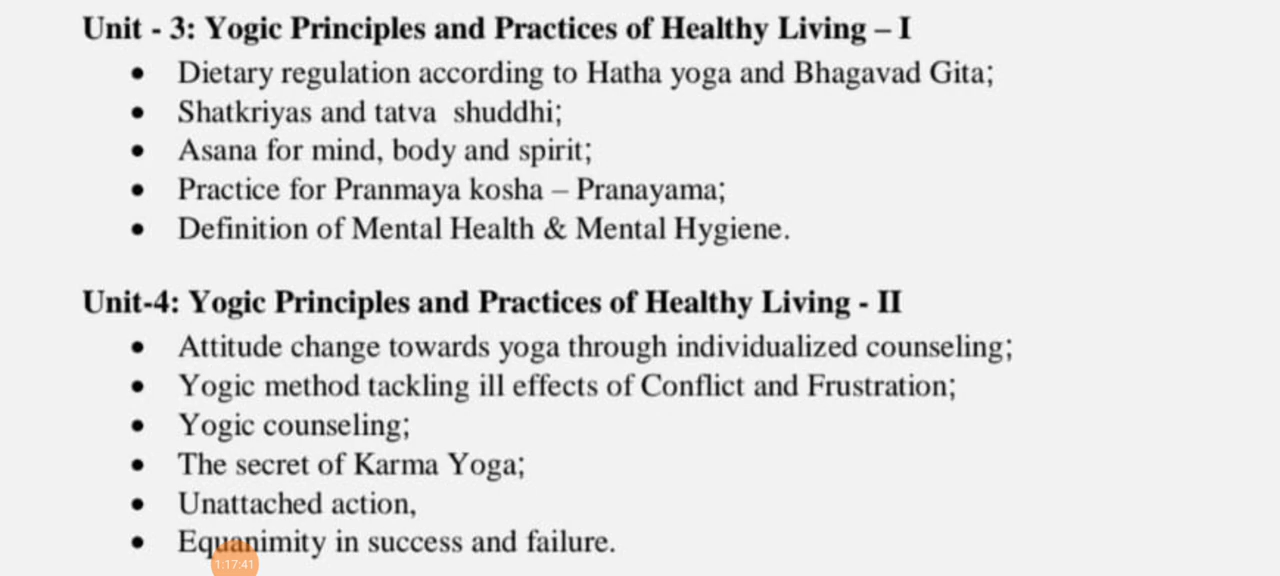 Unit - 3: Yogic Principles and Practices of Healthy Living – I
• Dietary regulation according to Hatha yoga and Bhagavad Gita;
• Shatkriyas and tatva shuddhi;
• Asana for mind, body and spirit;
• Practice for Pranmaya kosha – Pranayama;
• Definition of Mental Health & Mental Hygiene.
Unit-4: Yogic Principles and Practices of Healthy Living - II
• Attitude change towards yoga through individualized counseling;
• Yogic method tackling ill effects of Conflict and Frustration;
• Yogic counseling;
• The secret of Karma Yoga;
• Unattached action,
• Equanimity in success and failure.
1:17:41